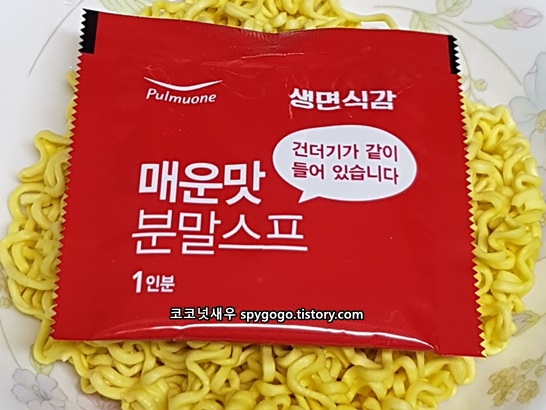 Pulmuone
생면식감
건더기가 같이
들어 있습니다
매운맛
분말스프
1인분
코코넛새우 spygogo.tistory.com